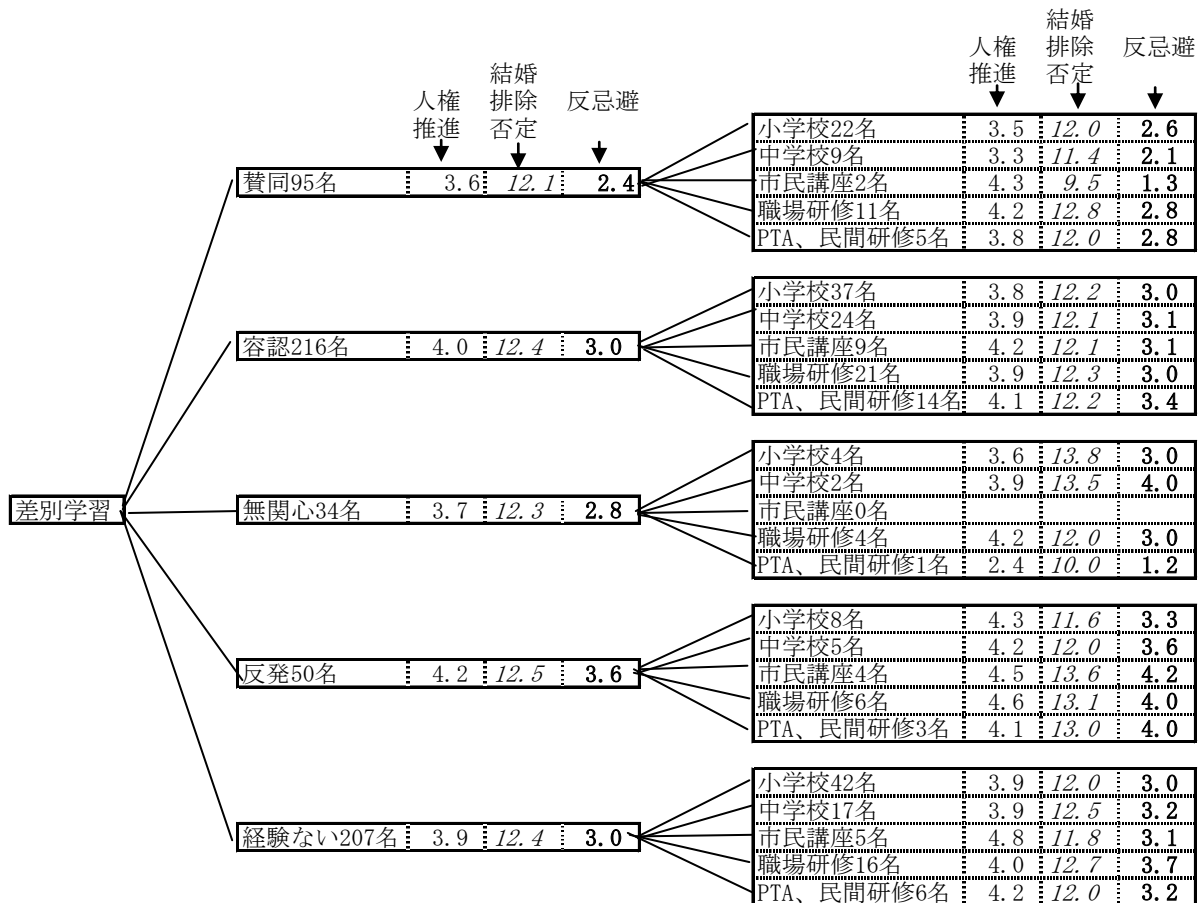 結婚
人権 排除 反忌避
推進 否定
結婚
人権 排除 反忌避
推進 否定
差別学習
賛同95名 3.6 12.1 2.4
小学校22名 3.5 12.0 2.6
中学校9名 3.3 11.4 2.1
市民講座2名 4.3 9.5 1.3
職場研修11名 4.2 12.8 2.8
PTA、民間研修5名 3.8 12.0 2.8
容認216名 4.0 12.4 3.0
小学校37名 3.8 12.2 3.0
中学校24名 3.9 12.1 3.1
市民講座9名 4.2 12.1 3.1
職場研修21名 3.9 12.3 3.0
PTA、民間研修14名 4.1 12.2 3.4
無関心34名 3.7 12.3 2.8
小学校4名 3.6 13.8 3.0
中学校2名 3.9 13.5 4.0
市民講座0名
職場研修4名 4.2 12.0 3.0
PTA、民間研修1名 2.4 10.0 1.2
反発50名 4.2 12.5 3.6
小学校8名 4.3 11.6 3.3
中学校5名 4.2 12.0 3.6
市民講座4名 4.5 13.6 4.2
職場研修6名 4.6 13.1 4.0
PTA、民間研修3名 4.1 13.0 4.0
経験ない207名 3.9 12.4 3.0
小学校42名 3.9 12.0 3.0
中学校17名 3.9 12.5 3.2
市民講座5名 4.8 11.8 3.1
職場研修16名 4.0 12.7 3.7
PTA、民間研修6名 4.2 12.0 3.2